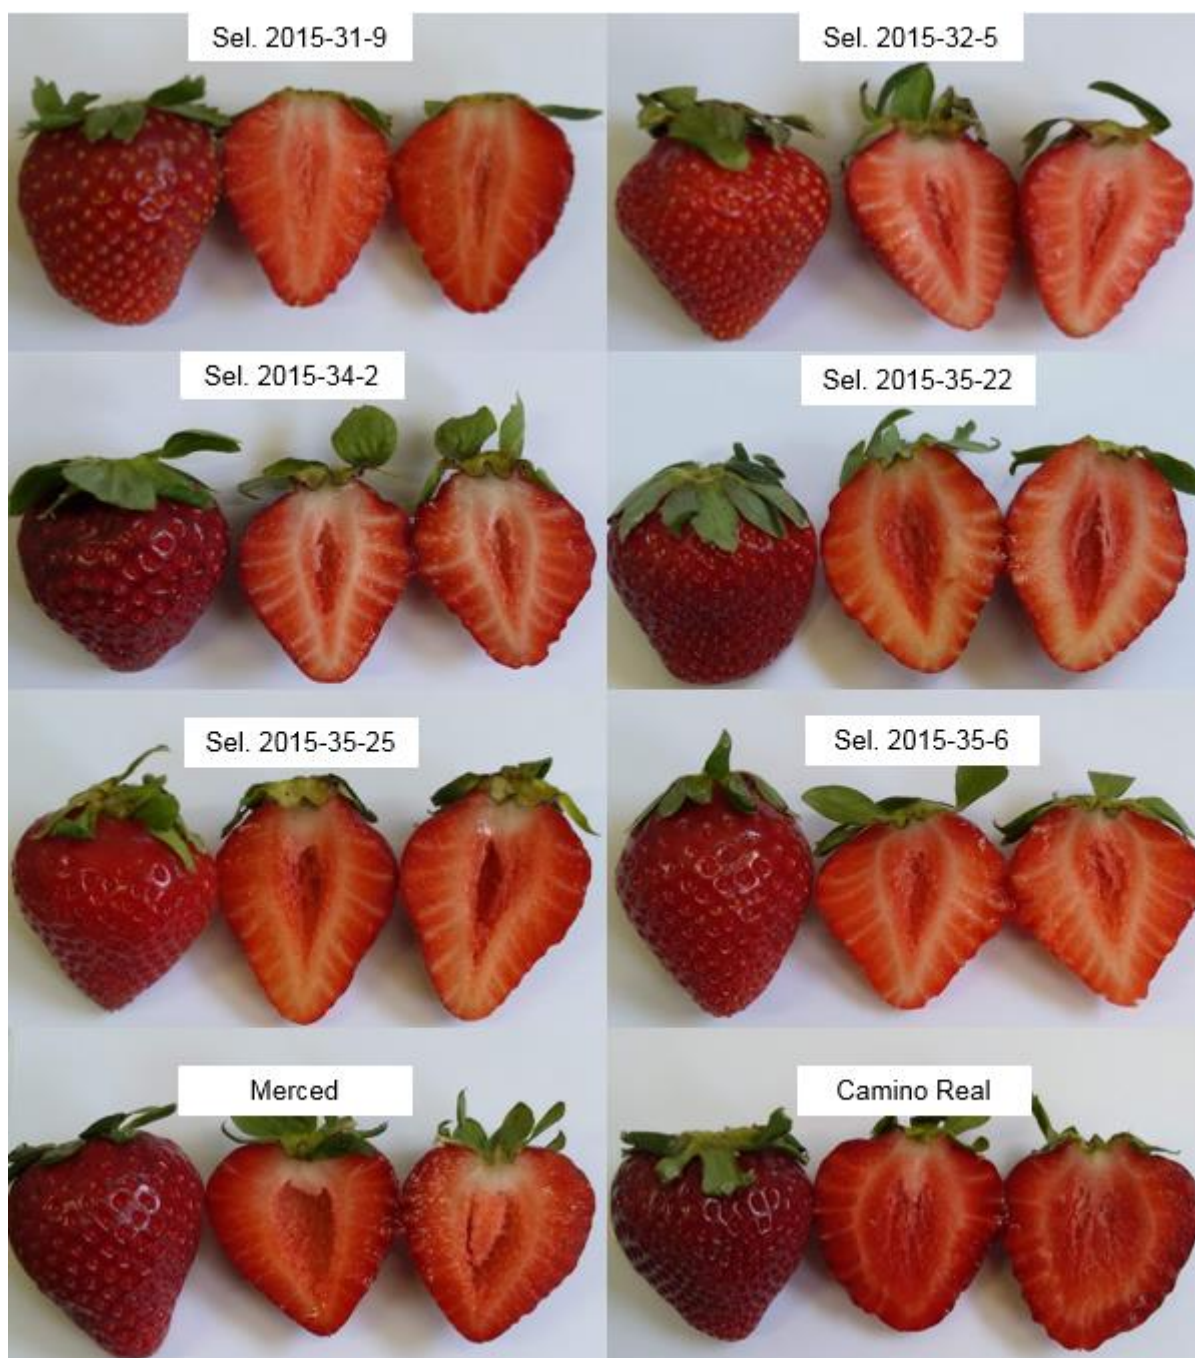 Sel. 2015-31-9
Sel. 2015-32-5
Sel. 2015-34-2
Sel. 2015-35-22
Sel. 2015-35-25
Sel. 2015-35-6
Merced
Camino Real